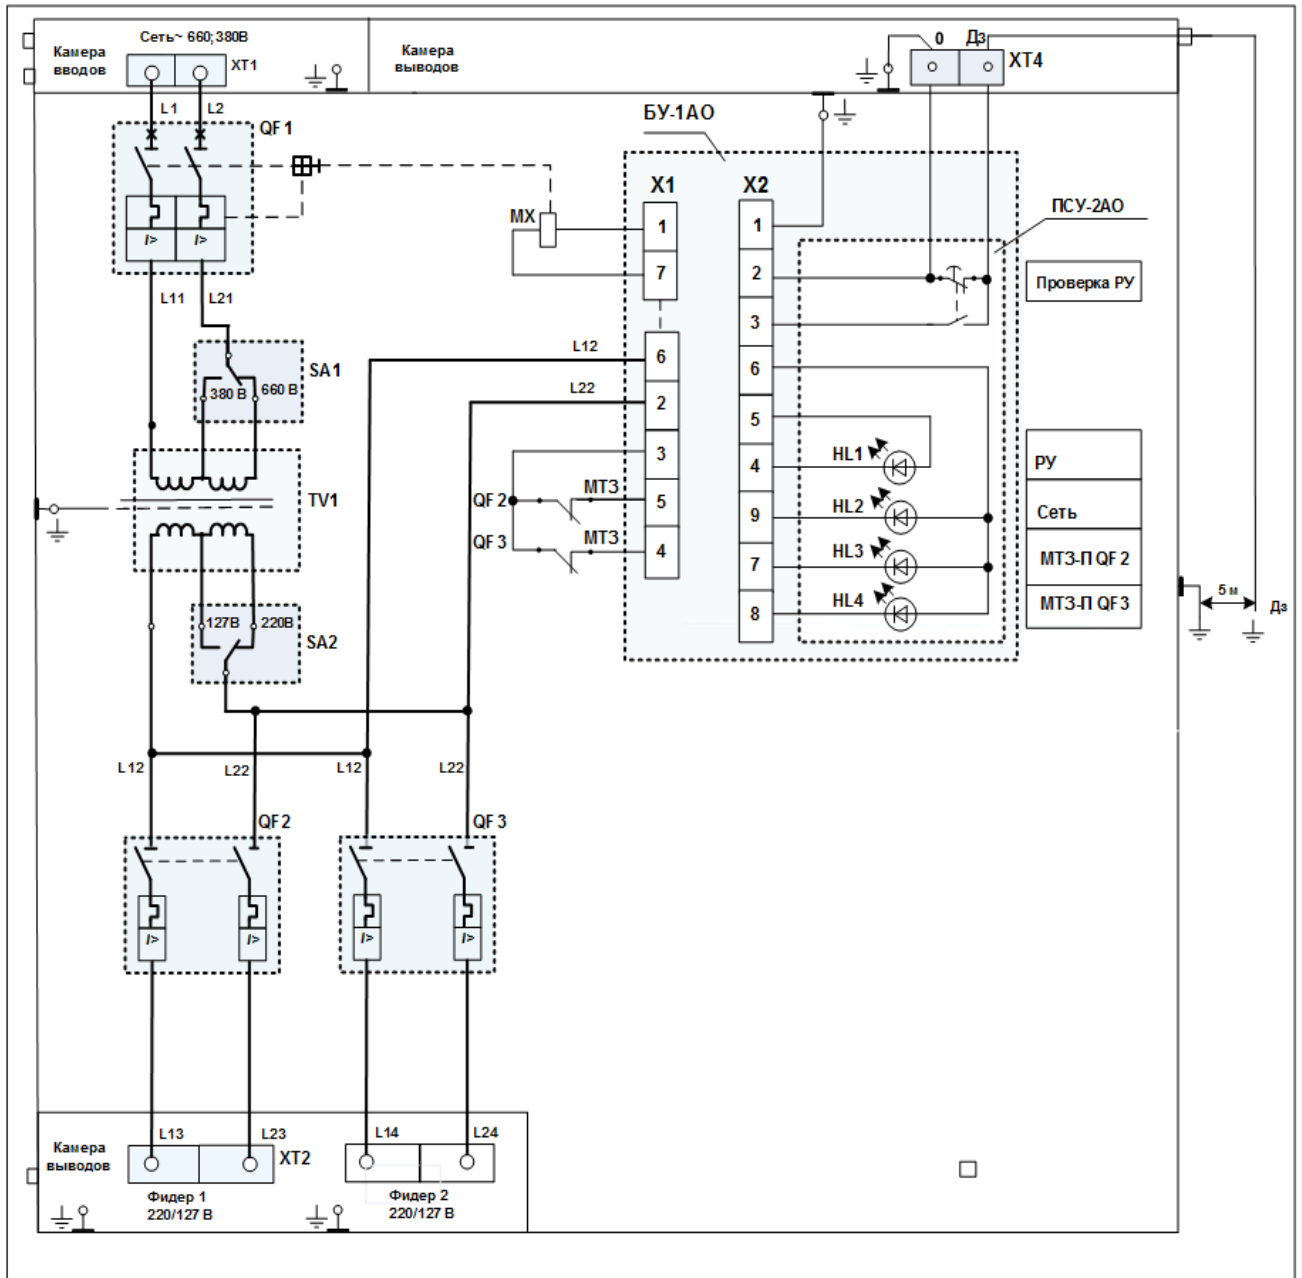 Сеть~ 660; 380В
Камера
вводов
XT1
Камера
выводов
0
Дз
XT4
L1
L2
QF1
БУ-1АО
X1
X2
ПСУ-2АО
MX
1
7
6
2
3
5
4
1
2
3
6
5
4
9
7
8
I>
I>
Проверка РУ
L11
L21
L12
SA1
380 В
660 В
L22
TV1
QF2
МТЗ
QF3
МТЗ
HL1
HL2
HL3
HL4
РУ
Сеть
МТЗ-П QF2
МТЗ-П QF3
5 м
Дз
127В
220В
SA2
L12
L22
L12
L22
QF2
QF3
I>
I>
I>
I>
Камера
выводов
L13
L23
XT2
L14
L24
Фидер 1
220/127 В
Фидер 2
220/127 В